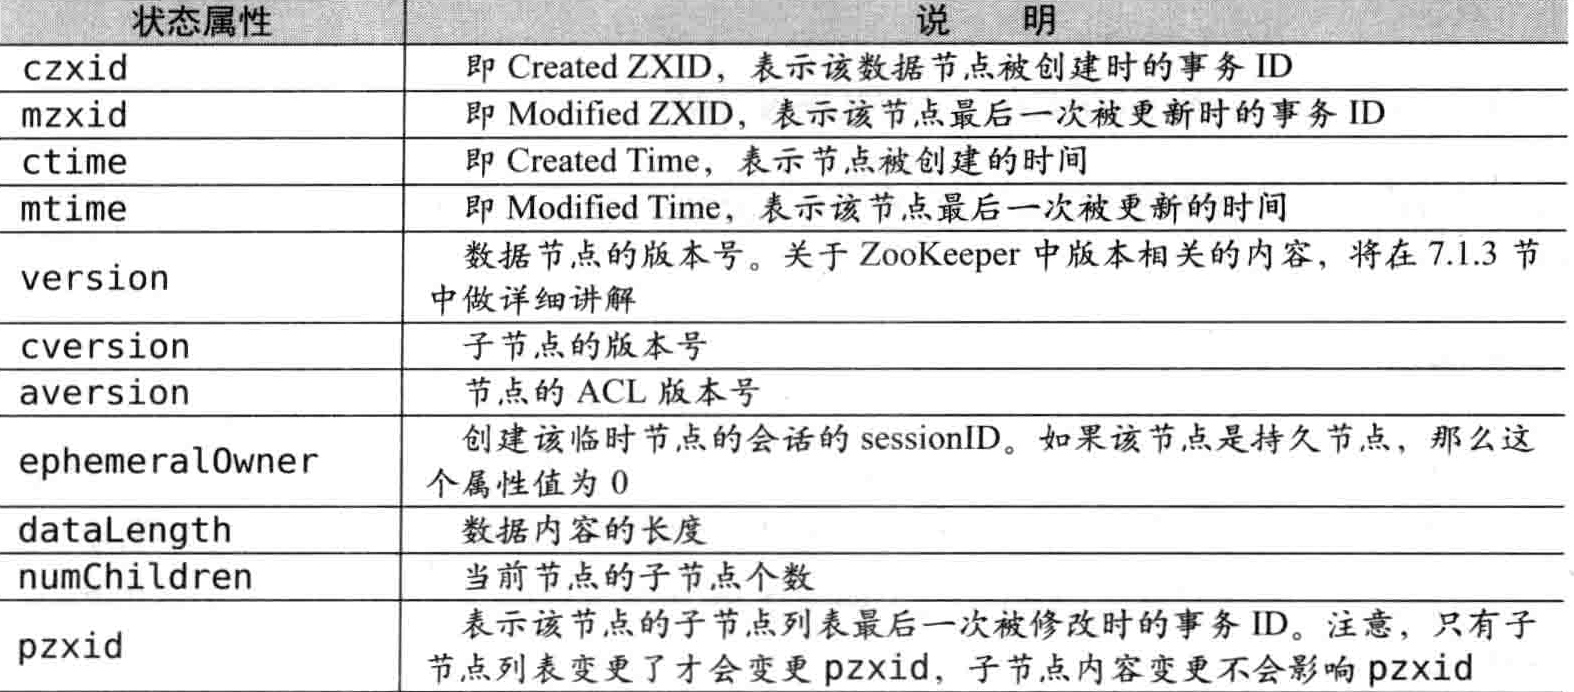 状态属性 说 明
czxid 即 Created ZXID，表示该数据节点被创建时的事务 ID
mzxid 即 Modified ZXID，表示该节点最后一次被更新时的事务 ID
ctime 即 Created Time，表示节点被创建的时间
mtime 即 Modified Time，表示该节点最后一次被更新的时间
version 数据节点的版本号。关于 ZooKeeper 中版本相关的内容，将在 7.1.3 节
中做详细讲解
cversion 子节点的版本号
aversion 节点的 ACL 版本号
ephemeralOwner 创建该临时节点的会话的 sessionID。如果该节点是持久节点，那么这
个属性值为 0
dataLength 数据内容的长度
numChildren 当前节点的子节点个数
pzxid 表示该节点的子节点列表最后一次被修改时的事务 ID。注意，只有子
节点列表变更了才会变更 pzxid，子节点内容变更不会影响 pzxid